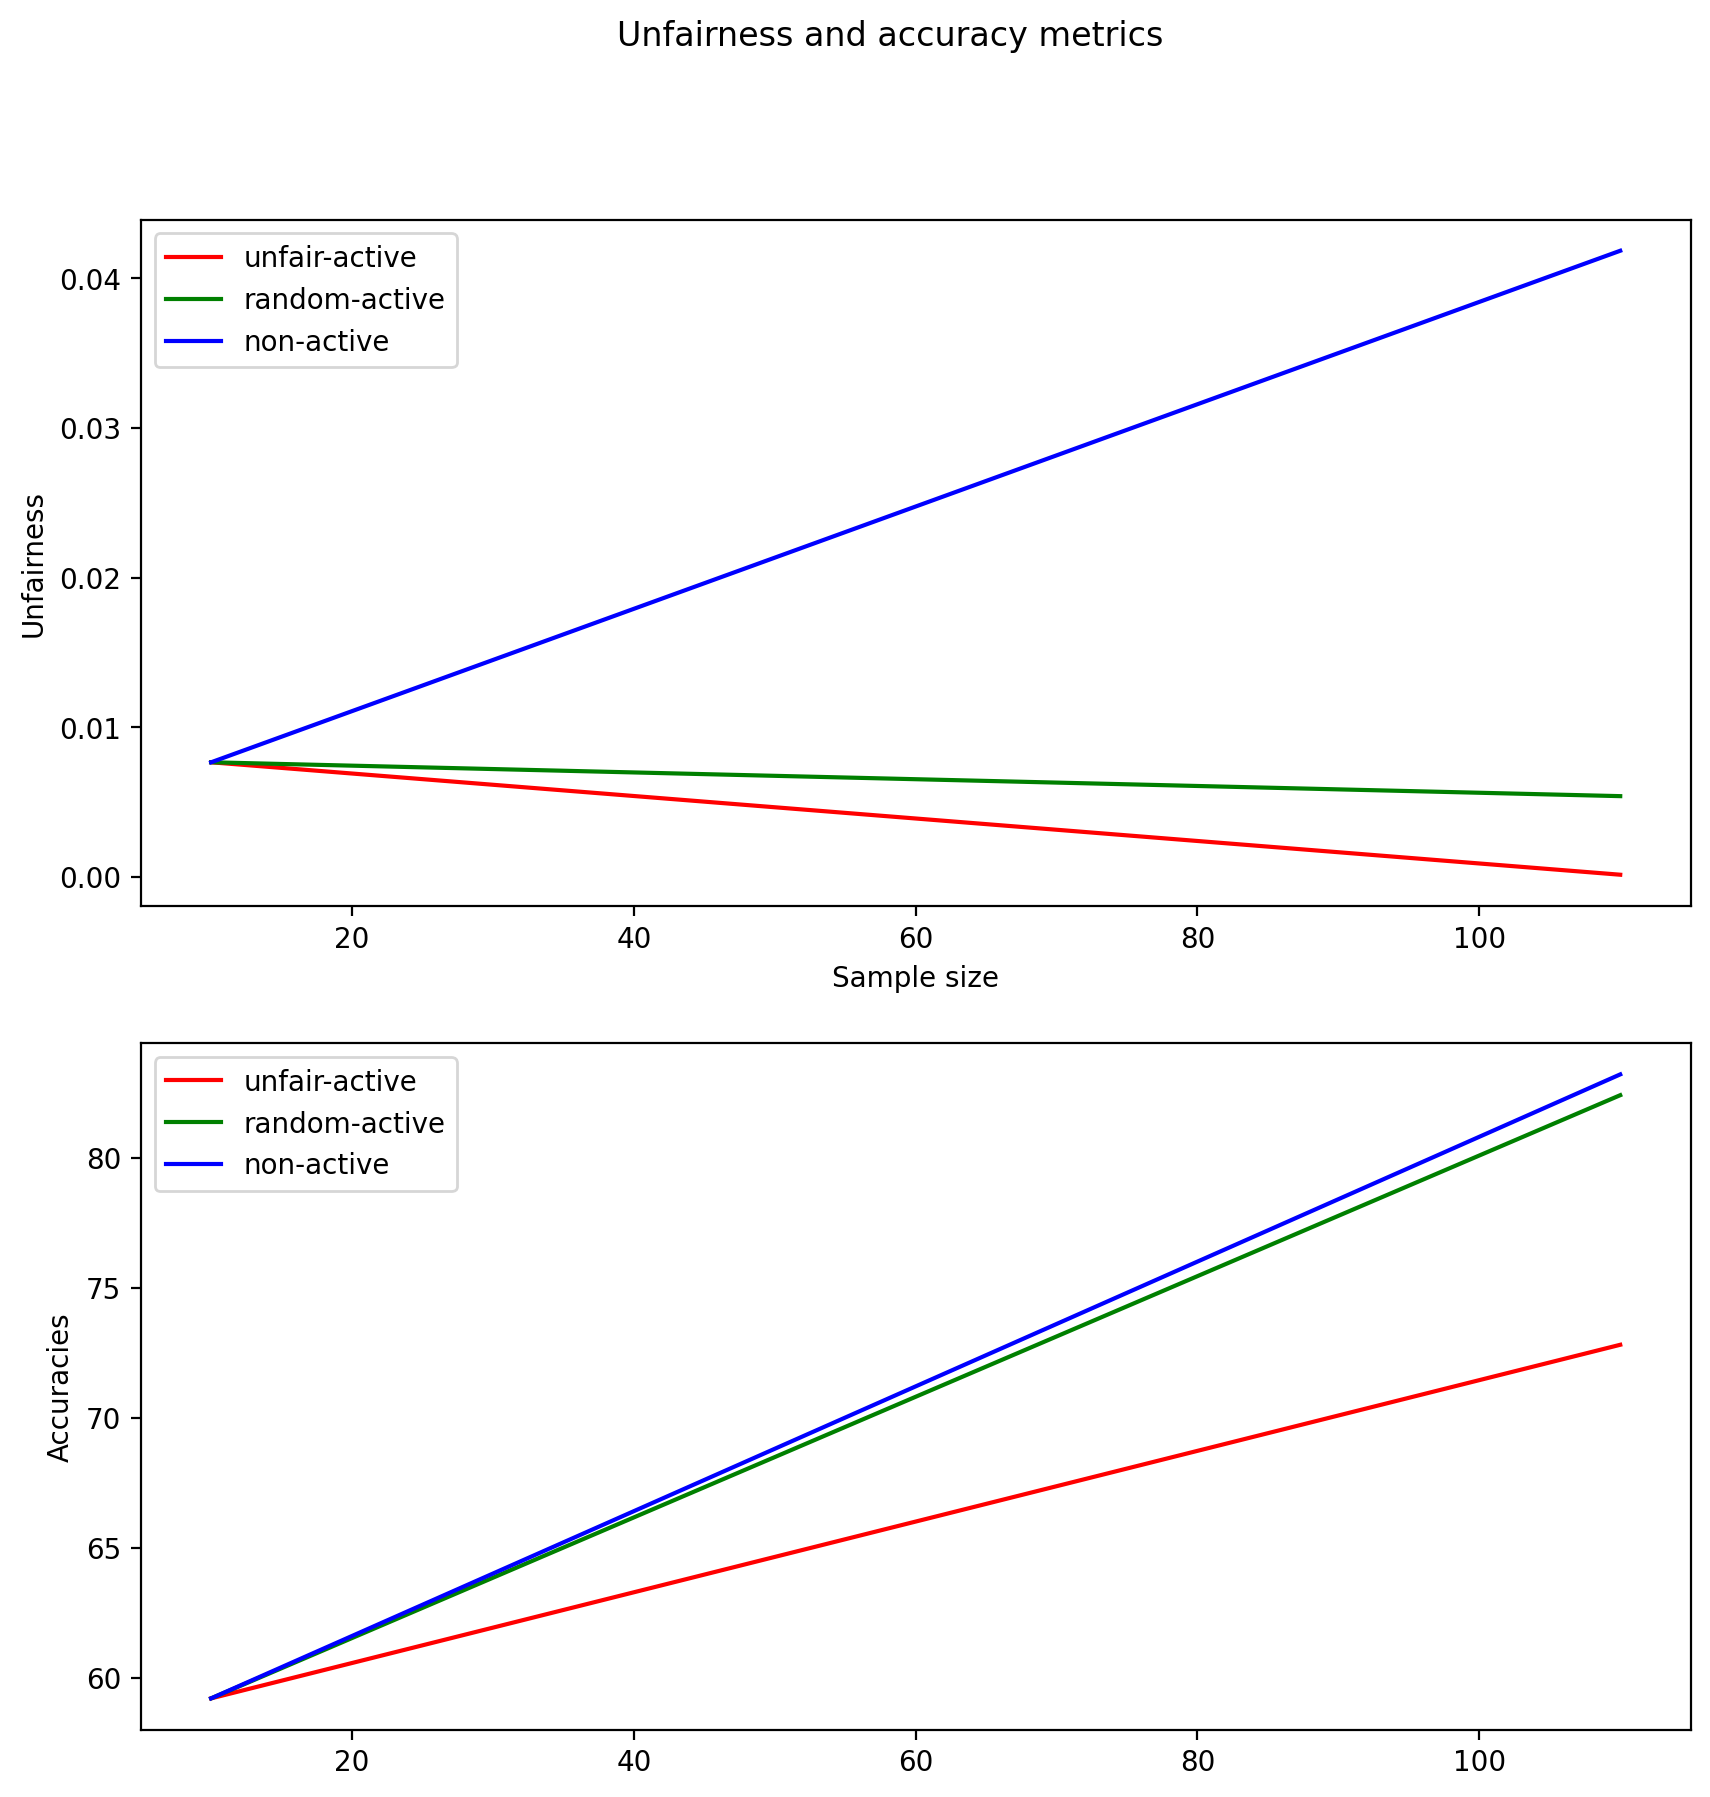 Unfairness and accuracy metrics
unfair-active
random-active
non-active
0.04
0.03
0.02
0.01
0.00
Unfairness
20 40 60 80 100
Sample size
unfair-active
random-active
non-active
80
75
70
65
60
Accuracies
20 40 60 80 100